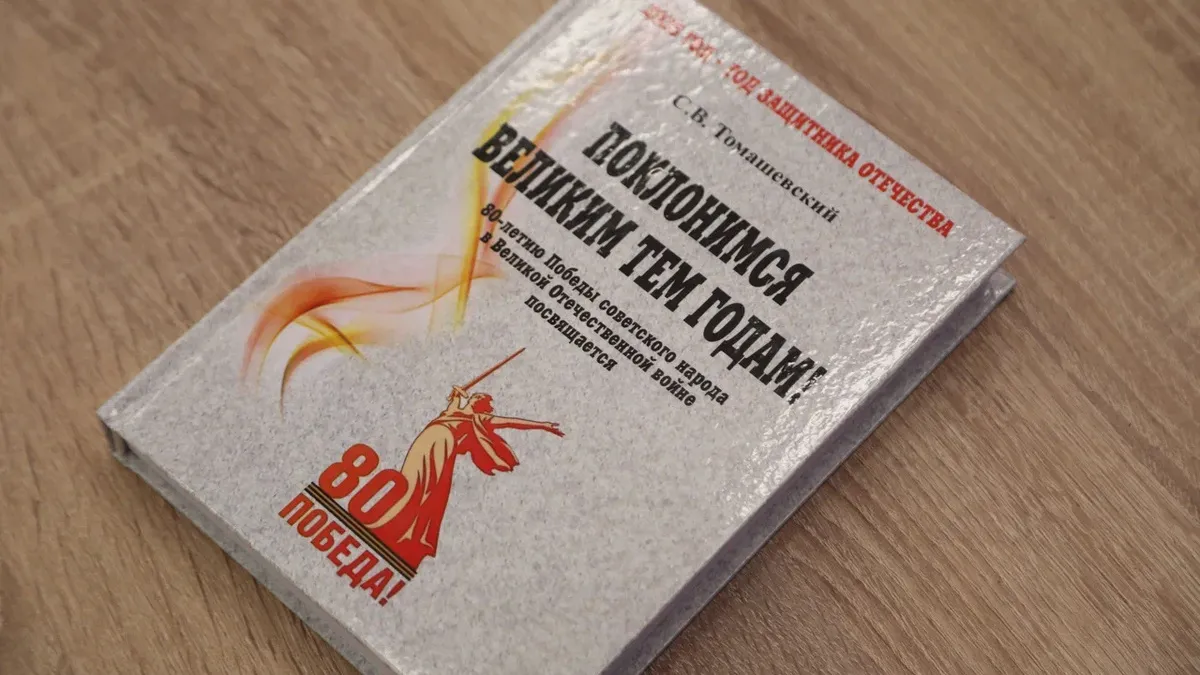 ГОД - ГОД ЗАЩИТНИКА ОТЕЧЕСТВА
С.В. Томашевский
ПОКЛОНИМСЯ
ВЕЛИКИМ ТЕМ ГОДАМ!
80-летию Победы советского народа
в Великой Отечественной войне
посвящается
80
ПОБЕДА!